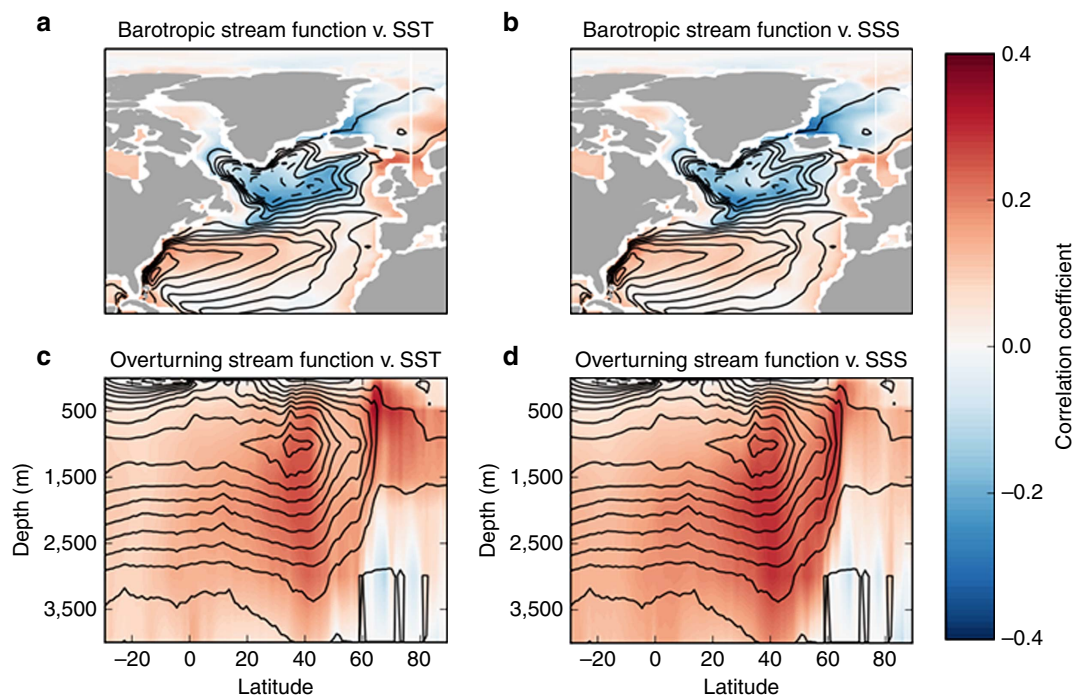 a
Barotropic stream function v. SST
b
Barotropic stream function v. SSS
0.4
0.2
0.0
–0.2
–0.4
Correlation coefficient
c
Overturning stream function v. SST
d
Overturning stream function v. SSS
500
1,500
2,500
3,500
Depth (m)
–20 0 20 40 60 80
Latitude
500
1,500
2,500
3,500
Depth (m)
–20 0 20 40 60 80
Latitude